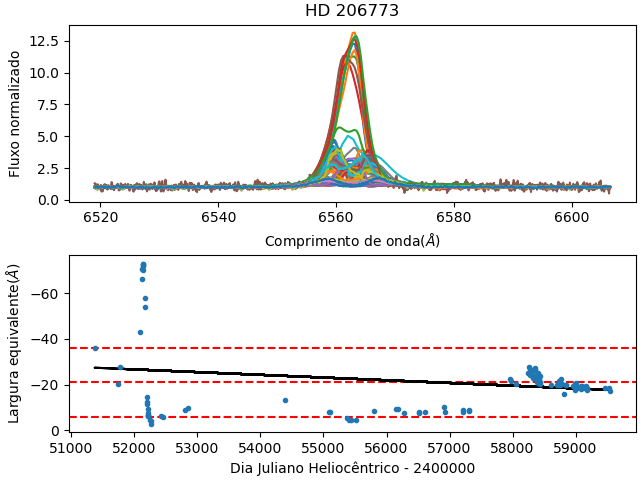 HD 206773
12.5
10.0
7.5
5.0
2.5
0.0
Fluxo normalizado
6520 6540 6560 6580 6600
Comprimento de onda(Å)
−60
−40
−20
0
Largura equivalente(Å)
51000 52000 53000 54000 55000 56000 57000 58000 59000
Dia Juliano Heliocêntrico - 2400000